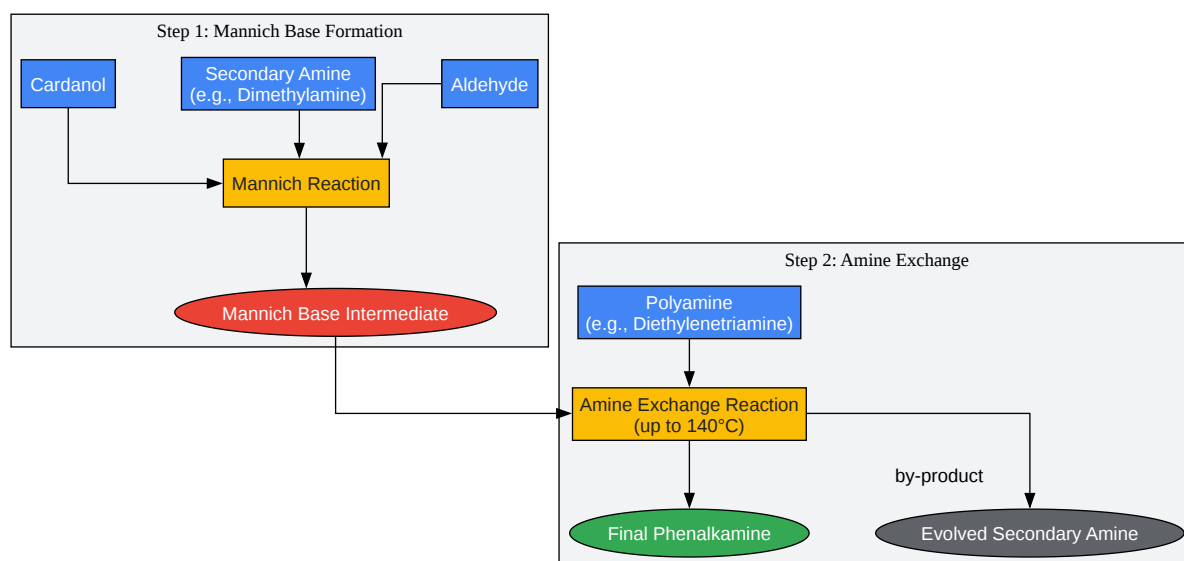 Step 1: Mannich Base Formation
Cardanol
Secondary Amine
(e.g., Dimethylamine)
Aldehyde
Mannich Reaction
Mannich Base Intermediate
Step 2: Amine Exchange
Polyamine
(e.g., Diethylenetriamine)
Amine Exchange Reaction
(up to 140°C)
by-product
Final Phenalkamine
Evolved Secondary Amine